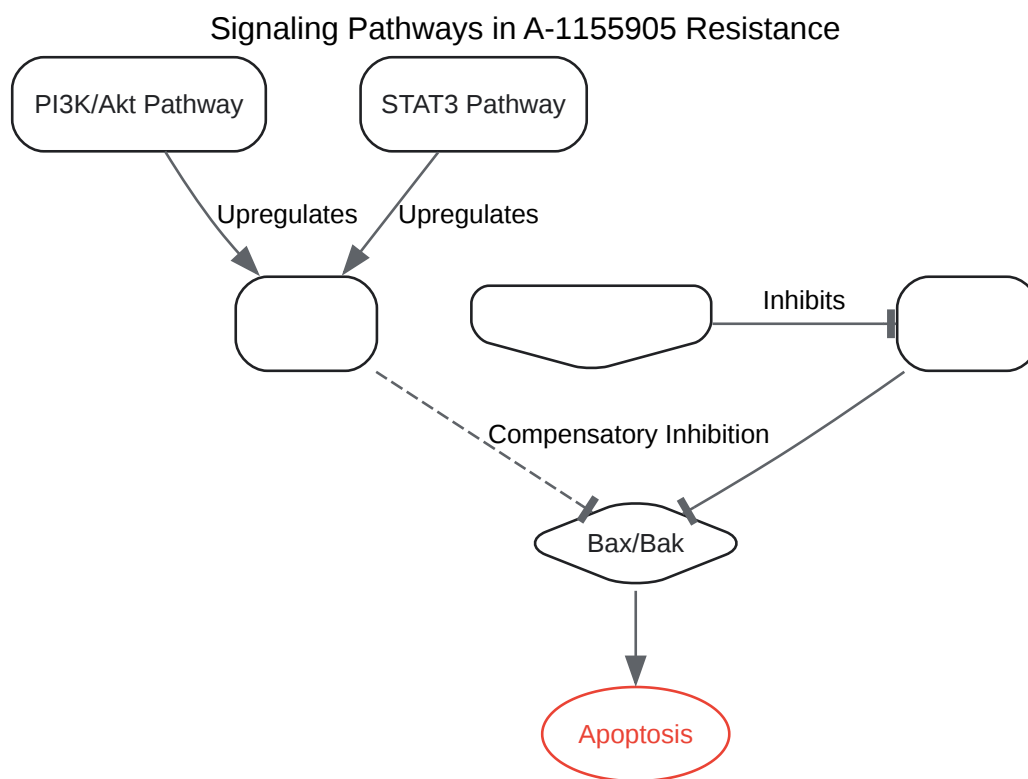 Signaling Pathways in A-1155905 Resistance
PI3K/Akt Pathway
STAT3 Pathway
Upregulates
Upregulates
Inhibits
Compensatory Inhibition
Bax/Bak
Apoptosis